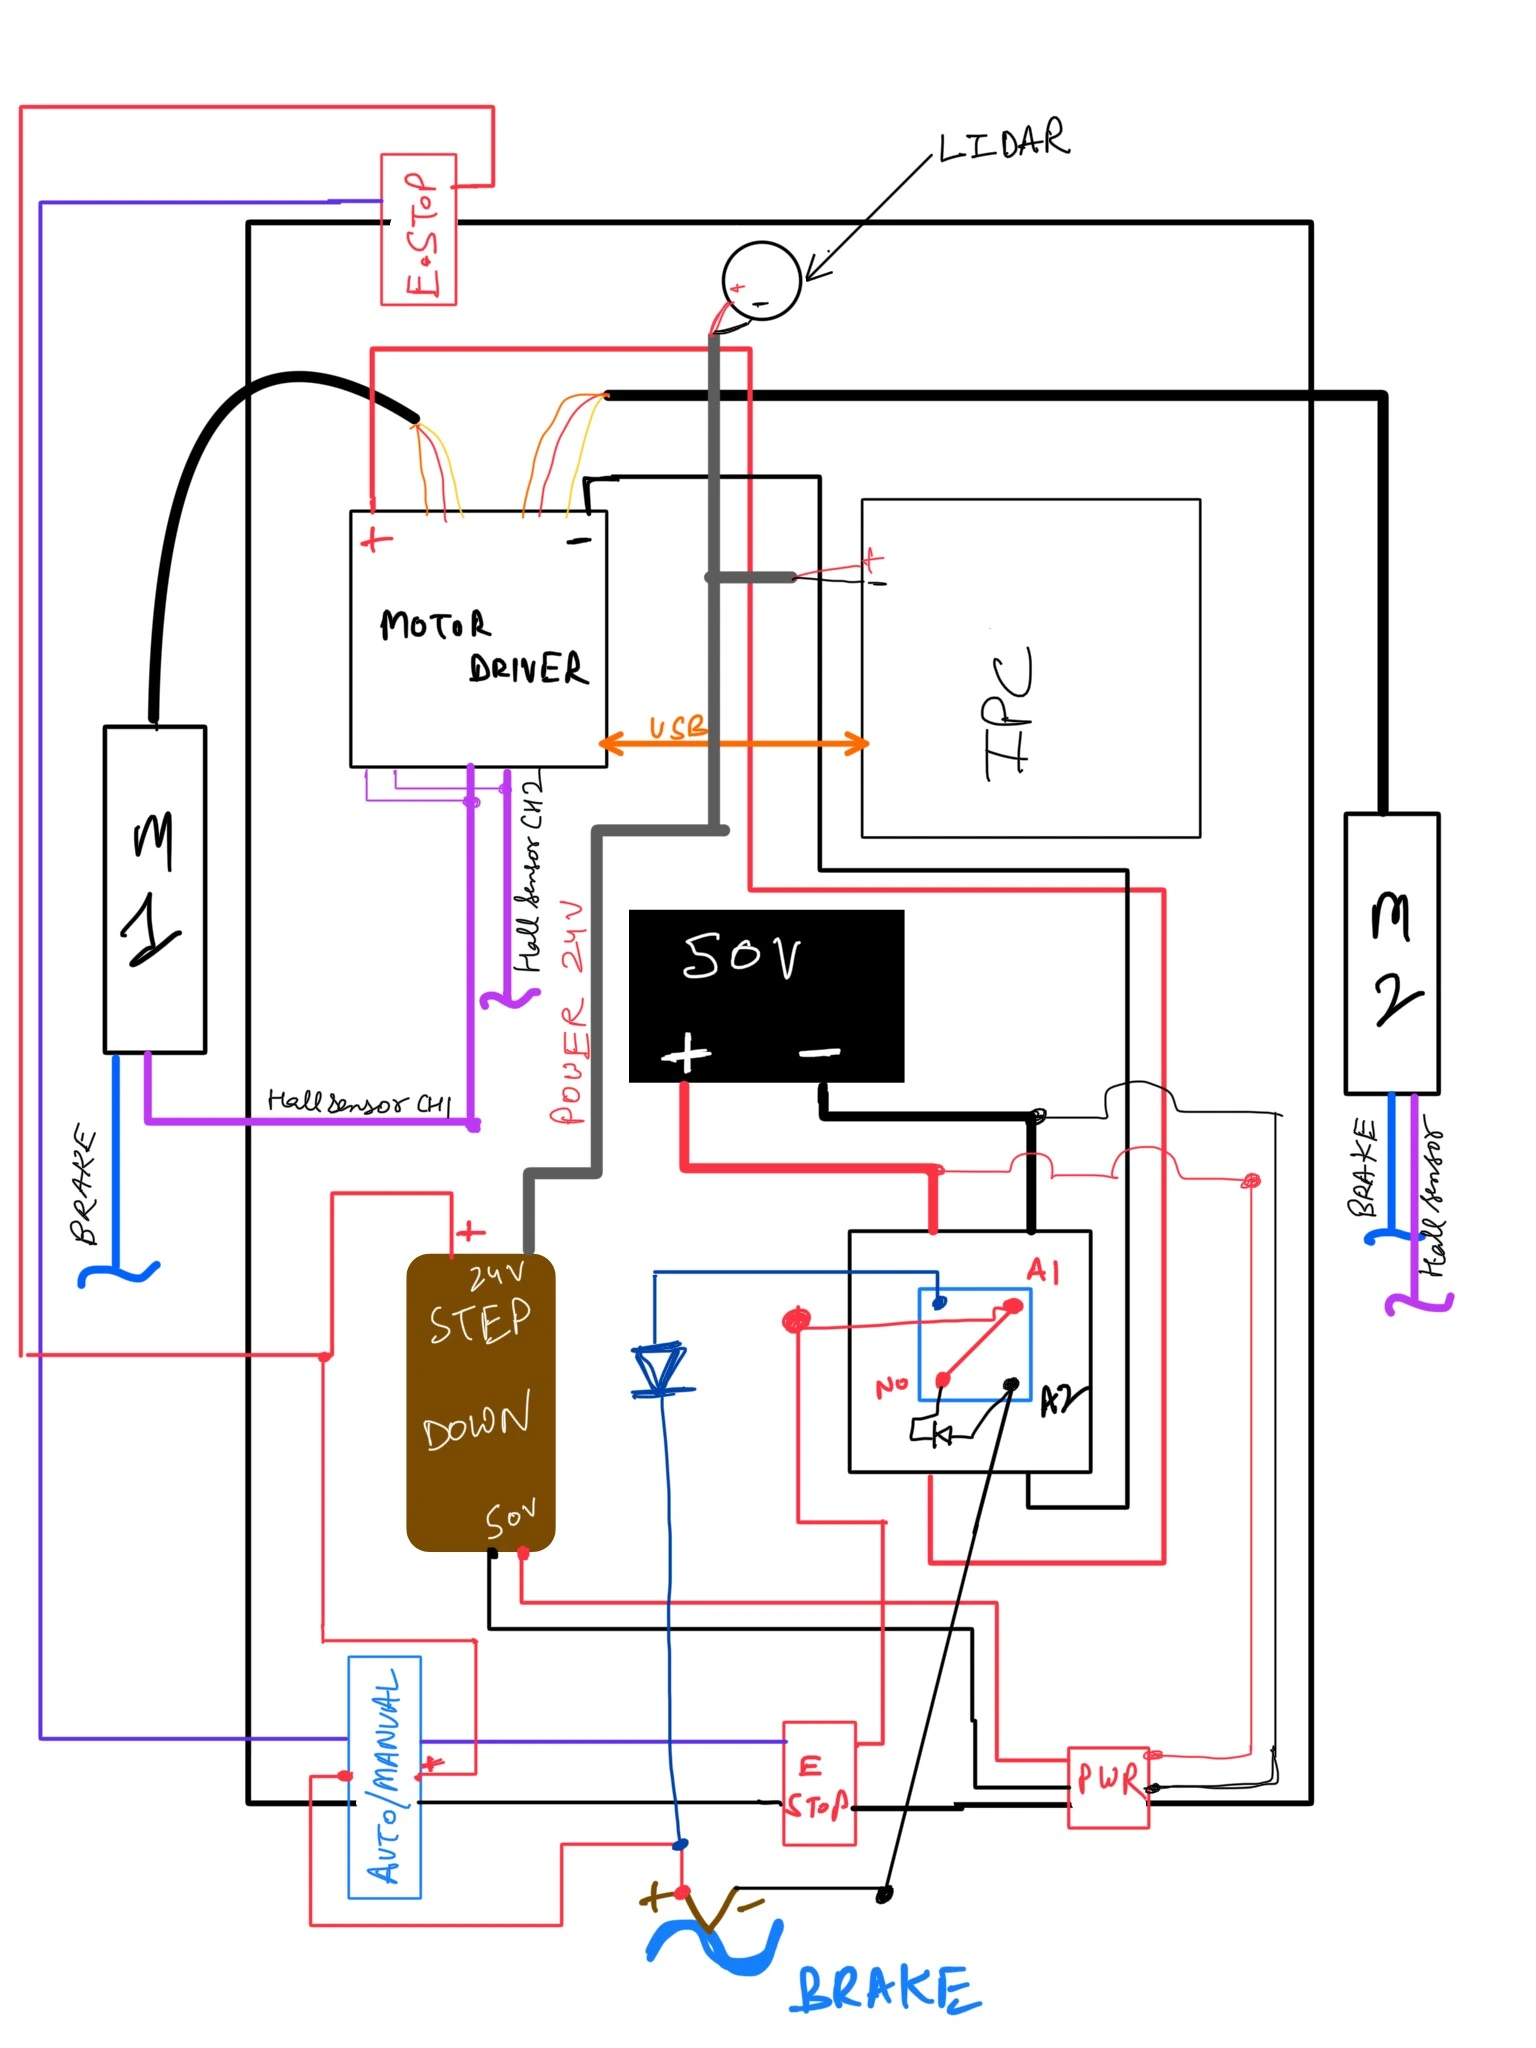 LIDAR
E.STOP
+
-
+
-
+
-
MOTOR
DRIVER
IPC
USB
M
1
M
2
Hall sensor CH2
POWER 24V
50V
+ -
Hall sensor CH1
BRAKE
BRAKE
Hall sensor
+
24V
STEP
DOWN
50V
A1
NO
A2
AUTO/MANUAL
+
E
STOP
PWR
+ -
BRAKE